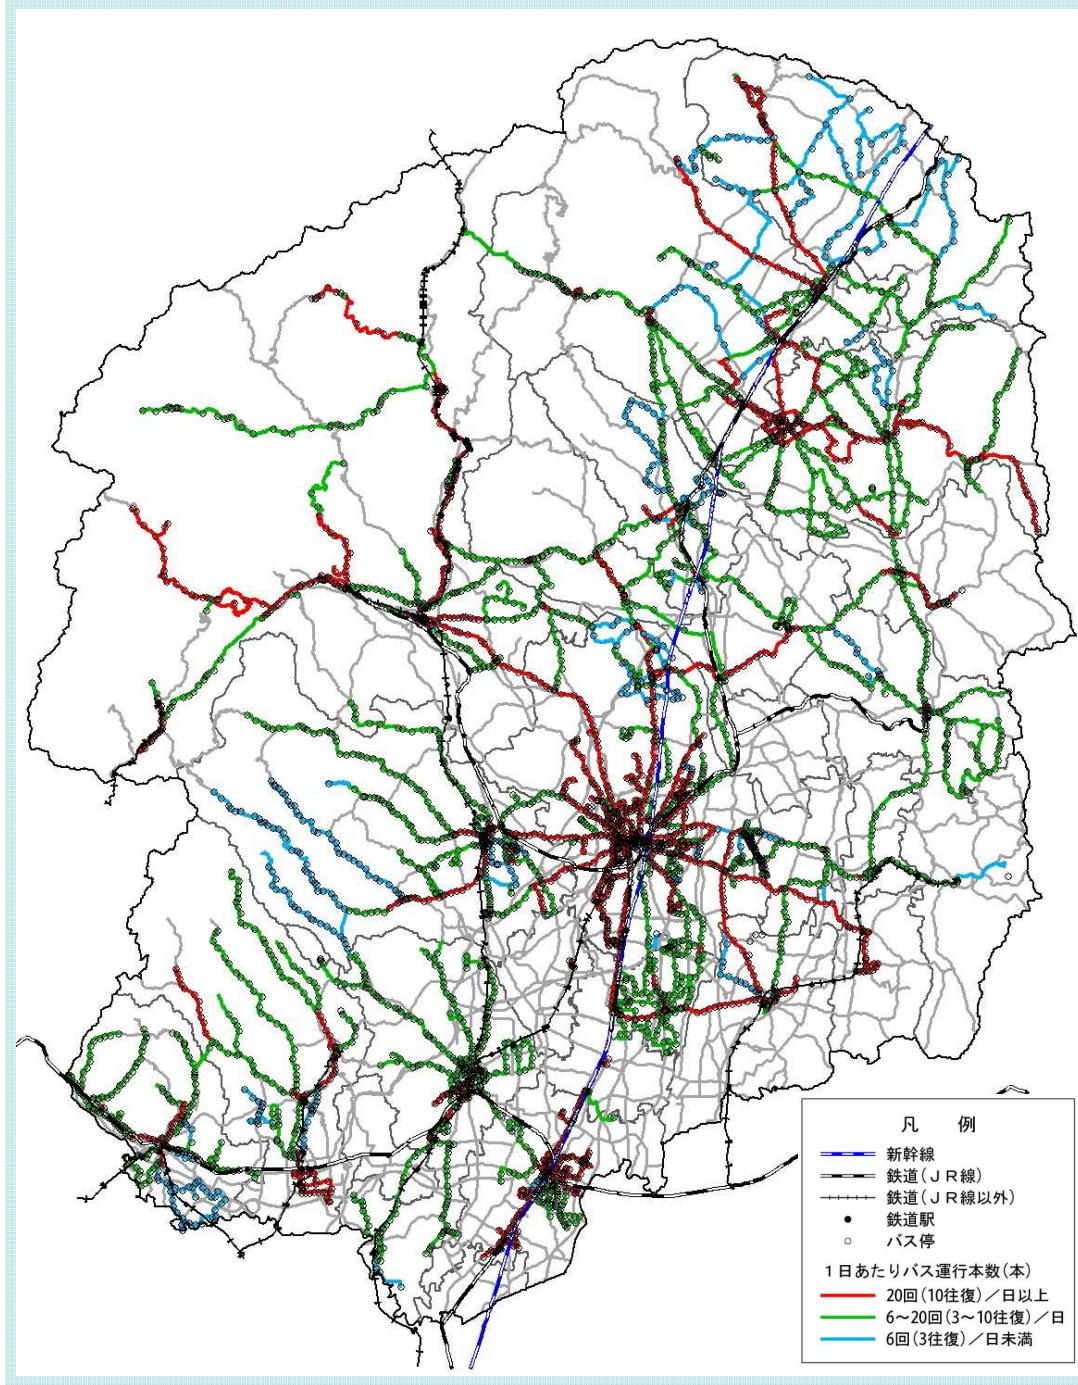 凡　例
新幹線
鉄道(ＪＲ線)
鉄道(ＪＲ線以外)
鉄道駅
バス停
１日あたりバス運行本数(本)
20回(10往復)／日以上
6～20回(3～10往復)／日
6回(3往復)／日未満